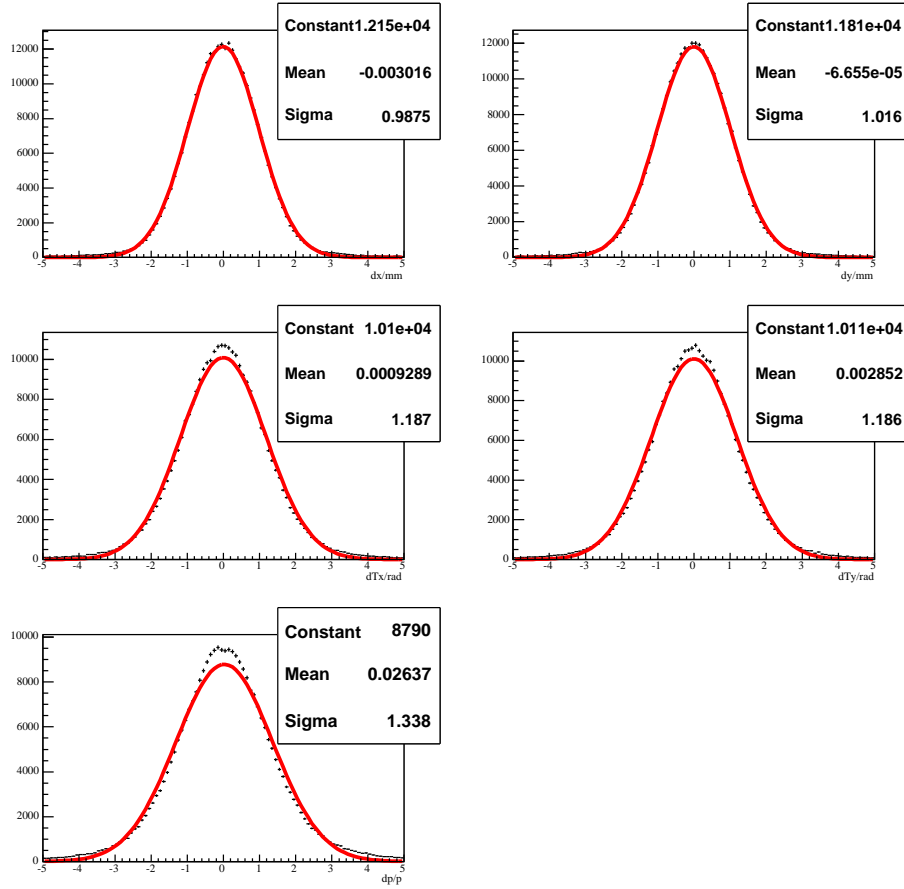 Constant 1.215e+04
Mean -0.003016
Sigma 0.9875
12000
10000
8000
6000
4000
2000
0
-5 -4 -3 -2 -1 0 1 2 3 4 5
dx/mm
Constant 1.181e+04
Mean -6.655e-05
Sigma 1.016
12000
10000
8000
6000
4000
2000
0
-5 -4 -3 -2 -1 0 1 2 3 4 5
dy/mm
Constant 1.01e+04
Mean 0.0009289
Sigma 1.187
10000
8000
6000
4000
2000
0
-5 -4 -3 -2 -1 0 1 2 3 4 5
dTx/rad
Constant 1.011e+04
Mean 0.002852
Sigma 1.186
10000
8000
6000
4000
2000
0
-5 -4 -3 -2 -1 0 1 2 3 4 5
dTy/rad
Constant 8790
Mean 0.02637
Sigma 1.338
10000
8000
6000
4000
2000
0
-5 -4 -3 -2 -1 0 1 2 3 4 5
dp/p